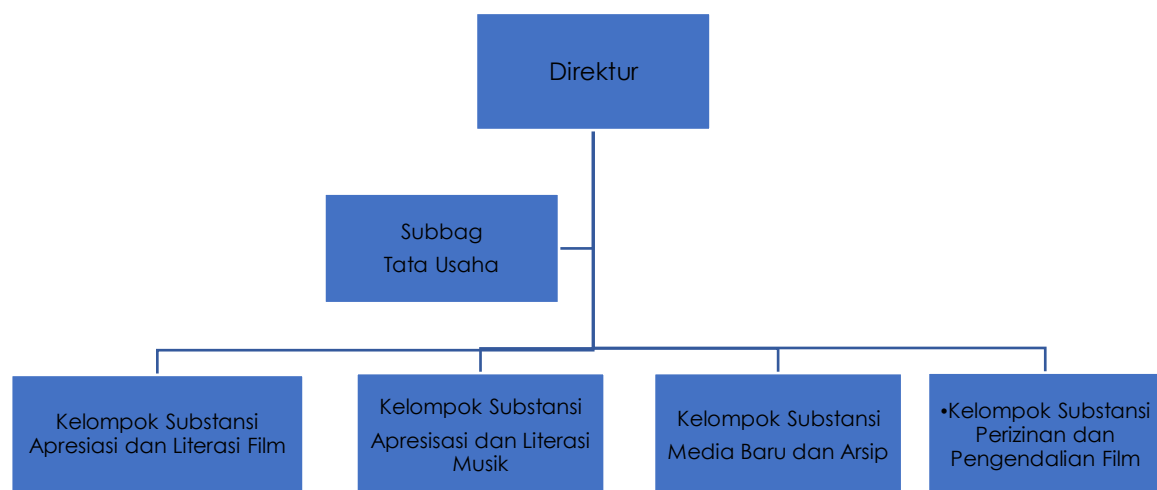 Direktur
Subbag
Tata Usaha
Kelompok Substansi
Apresiasi dan Literasi Film
Kelompok Substansi
Apresisasi dan Literasi
Musik
Kelompok Substansi
Media Baru dan Arsip
•Kelompok Substansi
Perizinan dan
Pengendalian Film